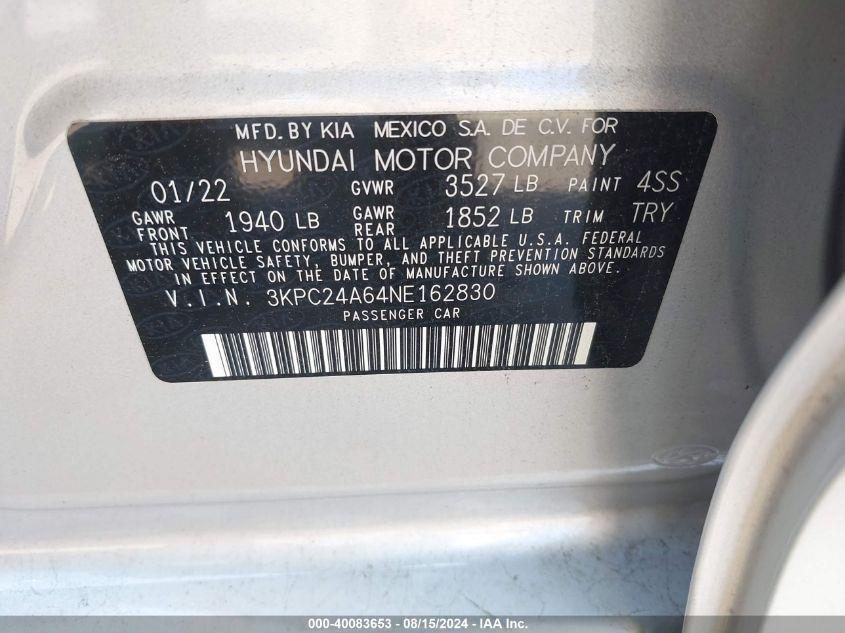 MFD. BY KIA MEXICO S.A. DE C.V. FOR
HYUNDAI MOTOR COMPANY
01/22 GVWR 3527 LB PAINT 4SS
GAWR FRONT 1940 LB GAWR REAR 1852 LB TRIM TRY
THIS VEHICLE CONFORMS TO ALL APPLICABLE U.S.A. FEDERAL
MOTOR VEHICLE SAFETY, BUMPER, AND THEFT PREVENTION STANDARDS
IN EFFECT ON THE DATE OF MANUFACTURE SHOWN ABOVE.
V.I.N. 3KPC24A64NE162830
PASSENGER CAR
000-40083653 - 08/15/2024 - IAA Inc.